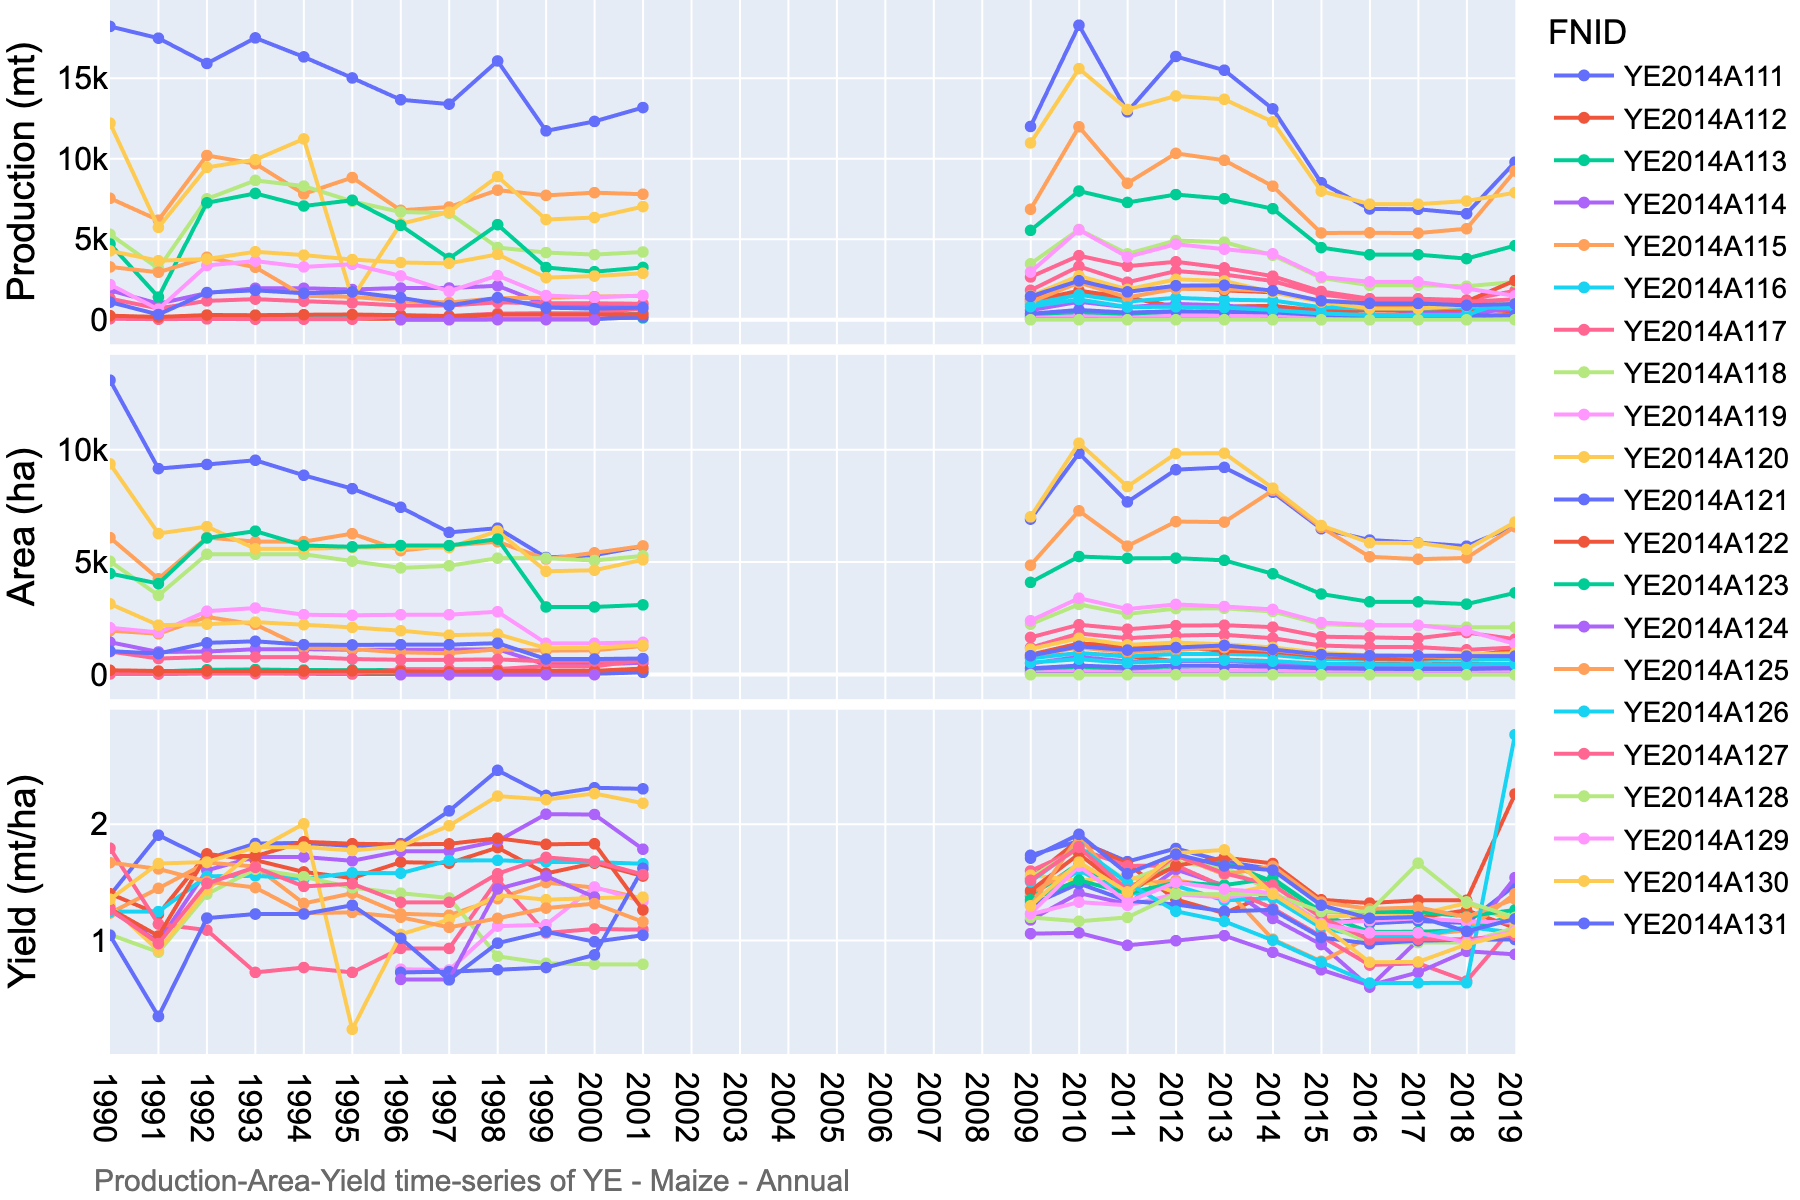 Production (mt)
15k
10k
5k
0
Area (ha)
10k
5k
0
Yield (mt/ha)
2
1
1990
1991
1992
1993
1994
1995
1996
1997
1998
1999
2000
2001
2002
2003
2004
2005
2006
2007
2008
2009
2010
2011
2012
2013
2014
2015
2016
2017
2018
2019
FNID
YE2014A111
YE2014A112
YE2014A113
YE2014A114
YE2014A115
YE2014A116
YE2014A117
YE2014A118
YE2014A119
YE2014A120
YE2014A121
YE2014A122
YE2014A123
YE2014A124
YE2014A125
YE2014A126
YE2014A127
YE2014A128
YE2014A129
YE2014A130
YE2014A131
Production-Area-Yield time-series of YE - Maize - Annual